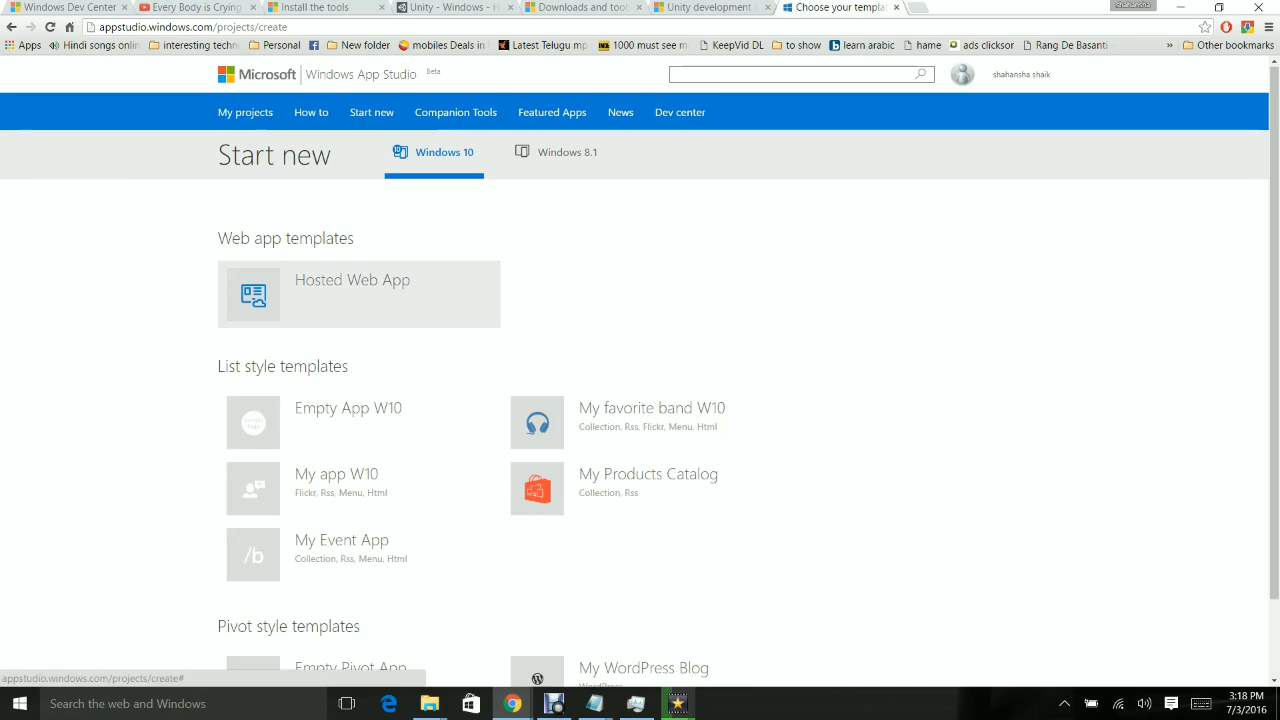 shahansha
Windows Dev Center
Every Body is Crying
Install the tools
Unity - Windows - H
Downloads and tool
Unity development
Choose your templat
appstudio.windows.com/projects/create
Apps
Hindi songs onlin
interesting techn
Personal
New folder
mobiles Deals in
Latest Telugu mp
1000 must see m
KeepVid DL
to show
learn arabic
hame
ads clicksor
Rang De Basanti
»
Other bookmarks
Microsoft
Windows App Studio
Beta
shahansha shaik
My projects
How to
Start new
Companion Tools
Featured Apps
News
Dev center
Start new
Windows 10
Windows 8.1
Web app templates
Hosted Web App
List style templates
Empty App W10
My favorite band W10
Collection, Rss, Flickr, Menu, Html
My app W10
Flickr, Rss, Menu, Html
My Products Catalog
Collection, Rss
/b
My Event App
Collection, Rss, Menu, Html
Pivot style templates
Empty Pivot App
My WordPress Blog
appstudio.windows.com/projects/create#
Search the web and Windows
3:18 PM
7/3/2016